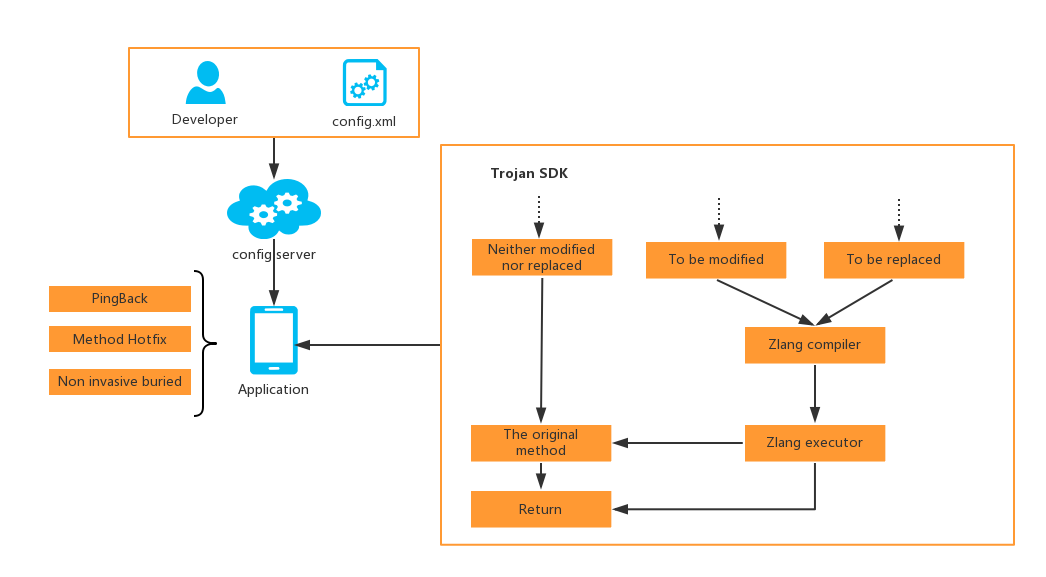 Developer
config.xml
config server
PingBack
Method Hotfix
Non invasive buried
Application
Trojan SDK
Neither modified
nor replaced
To be modified
To be replaced
Zlang compiler
The original
method
Zlang executor
Return